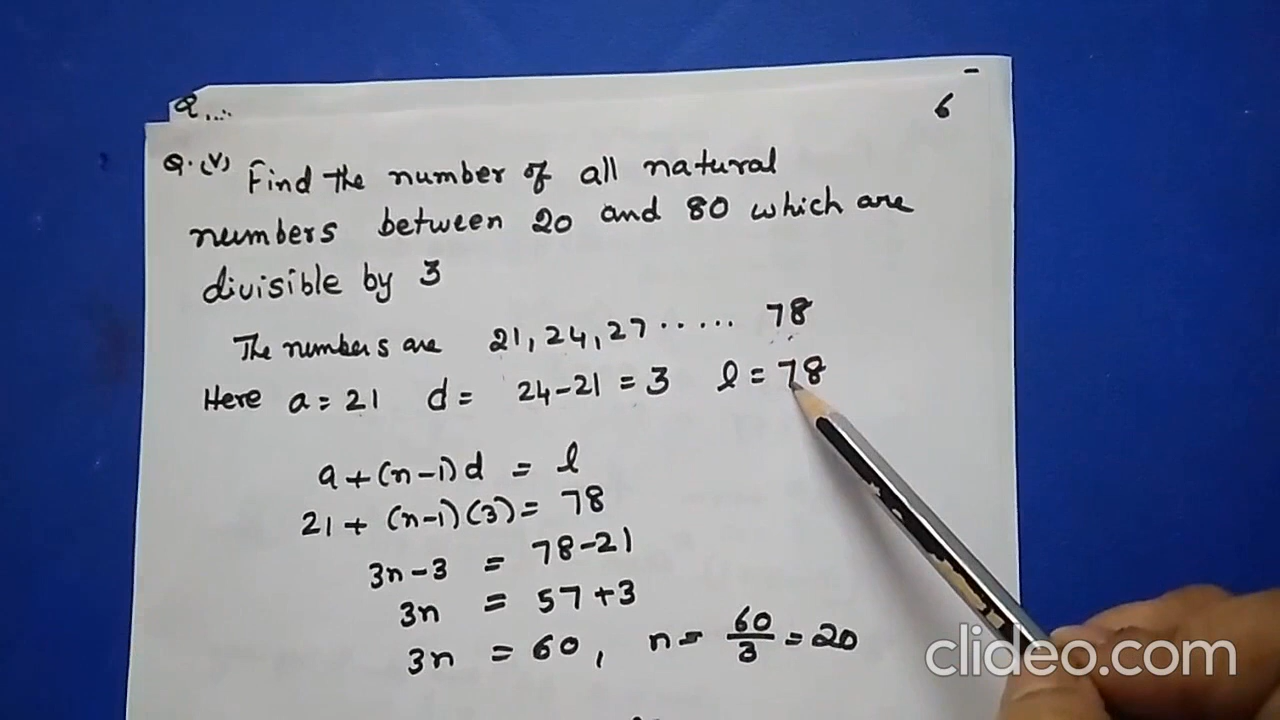 Q...
6
Q.(V) Find the number of all natural
numbers between 20 and 80 which are
divisible by 3
The numbers are 21, 24, 27 ...... 78
Here a = 21 d = 24-21 = 3 l = 78
a + (n-1)d = l
21 + (n-1)(3) = 78
3n-3 = 78-21
3n = 57+3
3n = 60, n = 60/3 = 20
clideo.com